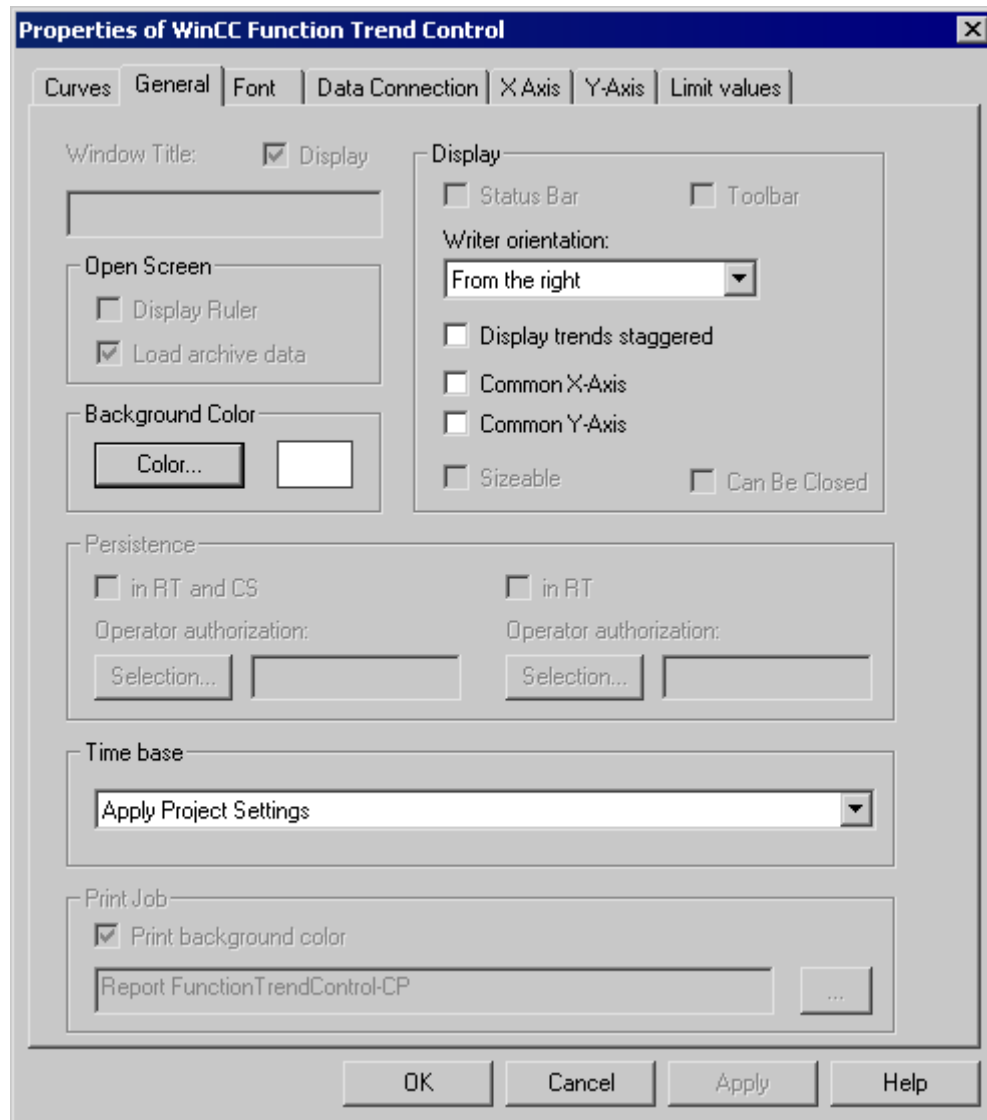 Properties of WinCC Function Trend Control
Curves General Font Data Connection X Axis Y-Axis Limit values
Window Title: Display
Open Screen
Display Ruler
Load archive data
Background Color
Color...
Display
Status Bar Toolbar
Writer orientation:
From the right
Display trends staggered
Common X-Axis
Common Y-Axis
Sizeable Can Be Closed
Persistence
in RT and CS in RT
Operator authorization: Operator authorization:
Selection... Selection...
Time base
Apply Project Settings
Print Job
Print background color
Report FunctionTrendControl-CP ...
OK Cancel Apply Help